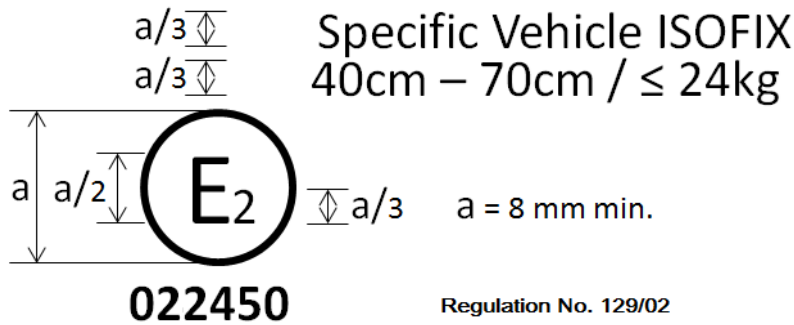 a/3 Specific Vehicle ISOFIX
a/3 40cm – 70cm / ≤ 24kg
a a/2 E2 a/3 a = 8 mm min.
022450 Regulation No. 129/02